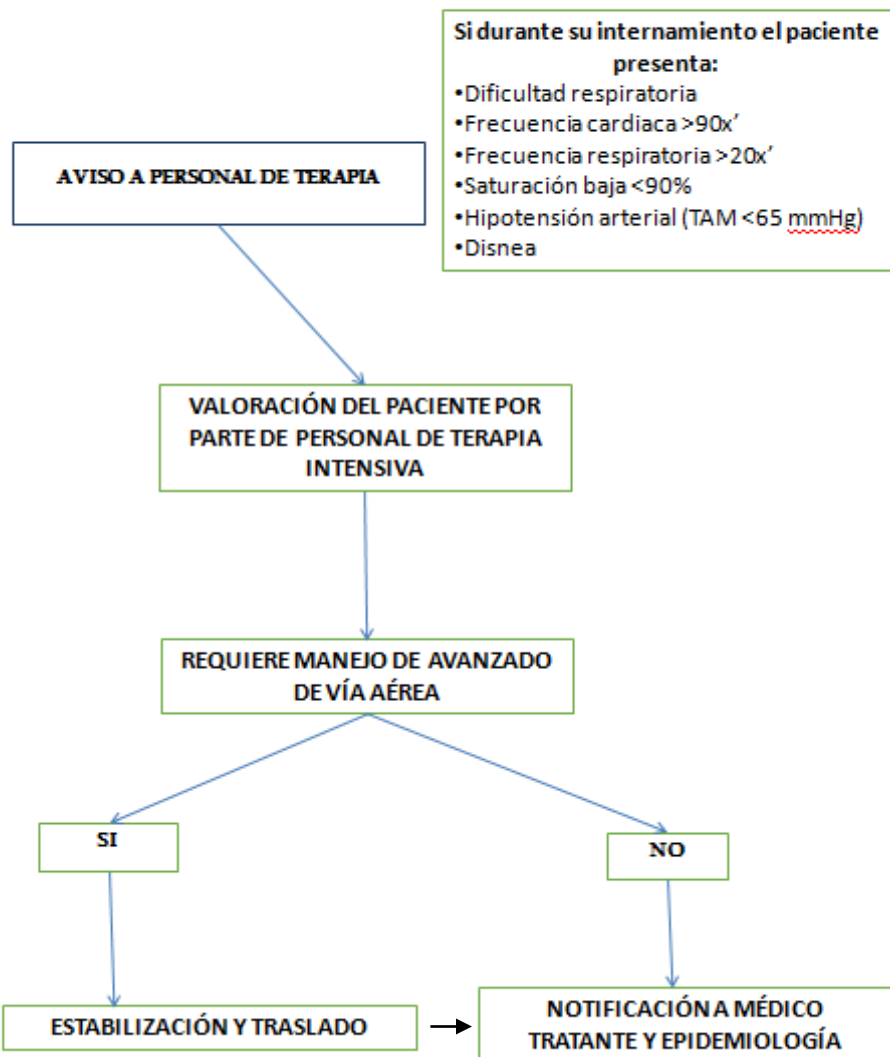 Si durante su internamiento el paciente
presenta:
•Dificultad respiratoria
•Frecuencia cardiaca >90x’
•Frecuencia respiratoria >20x’
•Saturación baja <90%
•Hipotensión arterial (TAM <65 mmHg)
•Disnea
AVISO A PERSONAL DE TERAPIA
VALORACIÓN DEL PACIENTE POR
PARTE DE PERSONAL DE TERAPIA
INTENSIVA
REQUIERE MANEJO DE AVANZADO
DE VÍA AÉREA
SI
NO
ESTABILIZACIÓN Y TRASLADO
NOTIFICACIÓN A MÉDICO
TRATANTE Y EPIDEMIOLOGÍA